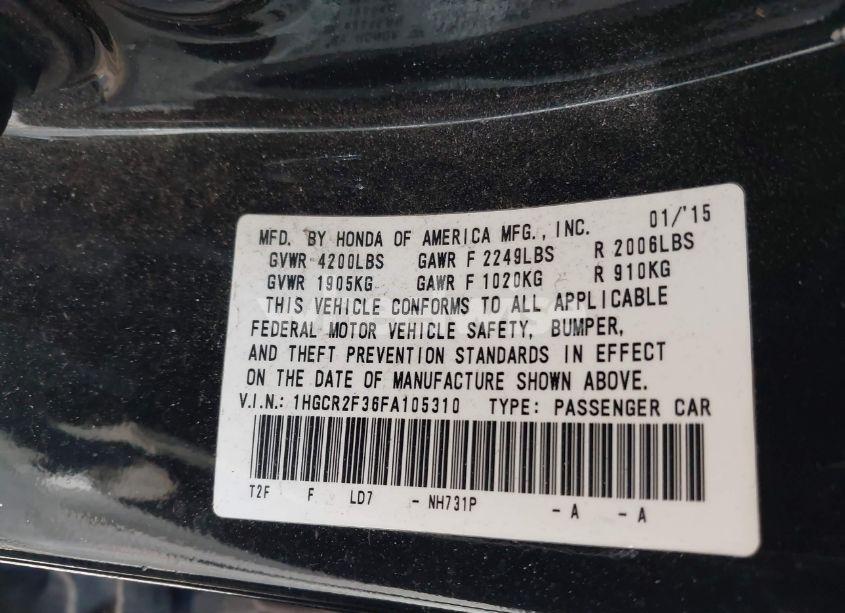 MFD. BY HONDA OF AMERICA MFG., INC. 01/'15
GVWR 4200LBS GAWR F 2249LBS R 2006LBS
GVWR 1905KG GAWR F 1020KG R 910KG
THIS VEHICLE CONFORMS TO ALL APPLICABLE
FEDERAL MOTOR VEHICLE SAFETY, BUMPER,
AND THEFT PREVENTION STANDARDS IN EFFECT
ON THE DATE OF MANUFACTURE SHOWN ABOVE.
V.I.N.: 1HGCR2F36FA105310 TYPE: PASSENGER CAR
T2F F LD7 - NH731P - A - A